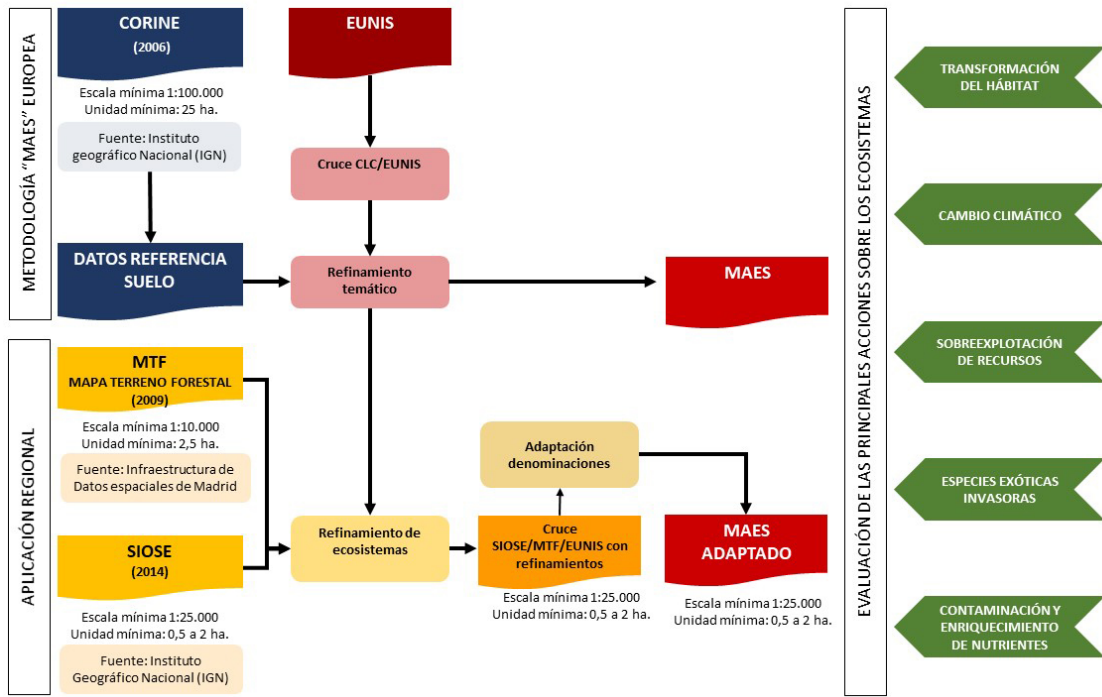 METODOLOGÍA "MAES" EUROPEA
CORINE
(2006)
Escala mínima 1:100.000
Unidad mínima: 25 ha.
Fuente: Instituto
geográfico Nacional (IGN)
DATOS REFERENCIA
SUELO
EUNIS
Cruce CLC/EUNIS
Refinamiento
temático
MAES
APLICACIÓN REGIONAL
MTF
MAPA TERRENO FORESTAL
(2009)
Escala mínima 1:10.000
Unidad mínima: 2,5 ha.
Fuente: Infraestructura de
Datos espaciales de Madrid
SIOSE
(2014)
Escala mínima 1:25.000
Unidad mínima: 0,5 a 2 ha.
Fuente: Instituto
Geográfico Nacional (IGN)
Refinamiento de
ecosistemas
Adaptación
denominaciones
Cruce
SIOSE/MTF/EUNIS con
refinamientos
Escala mínima 1:25.000
Unidad mínima: 0,5 a 2 ha.
MAES
ADAPTADO
Escala mínima 1:25.000
Unidad mínima: 0,5 a 2 ha.
EVALUACIÓN DE LAS PRINCIPALES ACCIONES SOBRE LOS ECOSISTEMAS
TRANSFORMACIÓN
DEL HÁBITAT
CAMBIO CLIMÁTICO
SOBREEXPLOTACIÓN
DE RECURSOS
ESPECIES EXÓTICAS
INVASORAS
CONTAMINACIÓN Y
ENRIQUECIMIENTO
DE NUTRIENTES